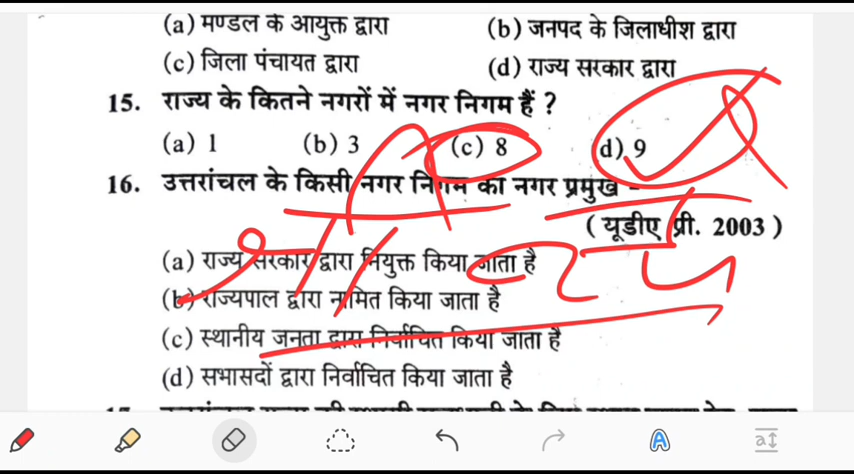 (a) मण्डल के आयुक्त द्वारा (b) जनपद के जिलाधीश द्वारा
(c) जिला पंचायत द्वारा (d) राज्य सरकार द्वारा
15. राज्य के कितने नगरों में नगर निगम हैं ?
(a) 1 (b) 3 (c) 8 (d) 9
16. उत्तरांचल के किसी नगर निगम का नगर प्रमुख -
( यूडीए प्री. 2003 )
(a) राज्य सरकार द्वारा नियुक्त किया जाता है
(b) राज्यपाल द्वारा नामित किया जाता है
(c) स्थानीय जनता द्वारा निर्वाचित किया जाता है
(d) सभासदों द्वारा निर्वाचित किया जाता है